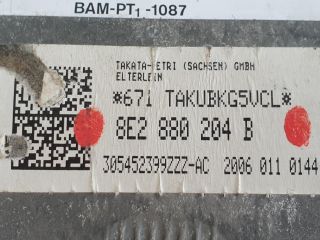 BAM-PT1-1087
TAKATA-PETRI (SACHSEN) GMBH
ELTERLEIN
*671 TAKUBKG5VCL*
8E2 880 204 B
305452399ZZZ-AC 2006 011 0144